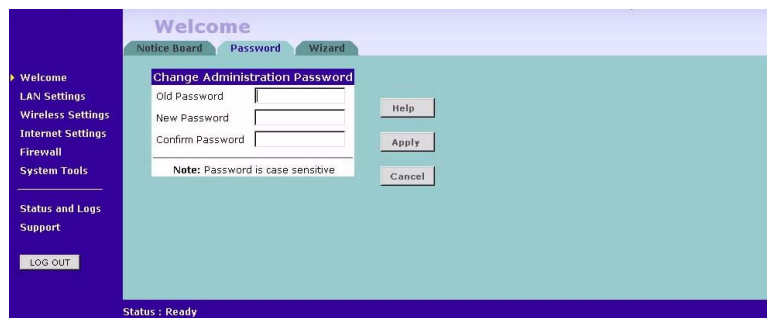 Welcome
Notice Board Password Wizard
Welcome
LAN Settings
Wireless Settings
Internet Settings
Firewall
System Tools
Status and Logs
Support
LOG OUT
Change Administration Password
Old Password
New Password
Confirm Password
Note: Password is case sensitive
Help
Apply
Cancel
Status : Ready